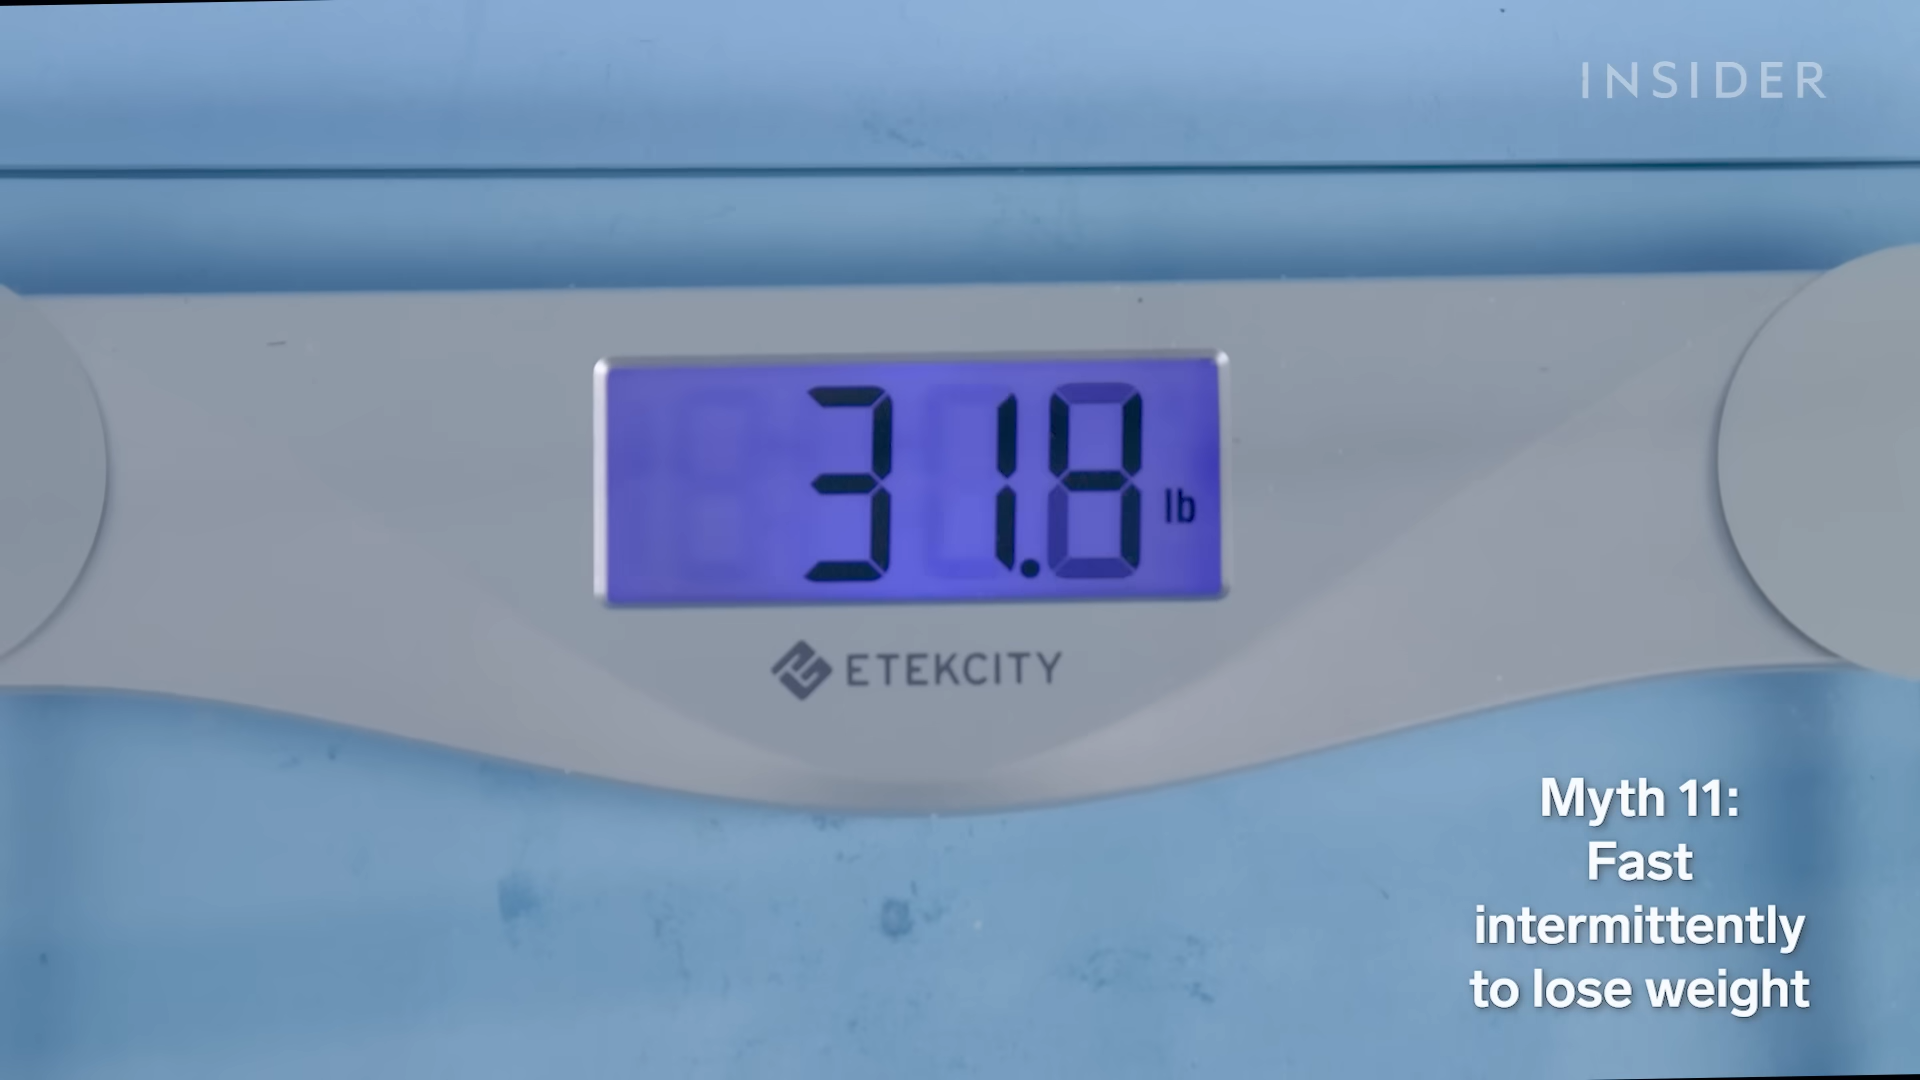 INSIDER
31.8 lb
ETEKCITY
Myth 11:
Fast
intermittently
to lose weight